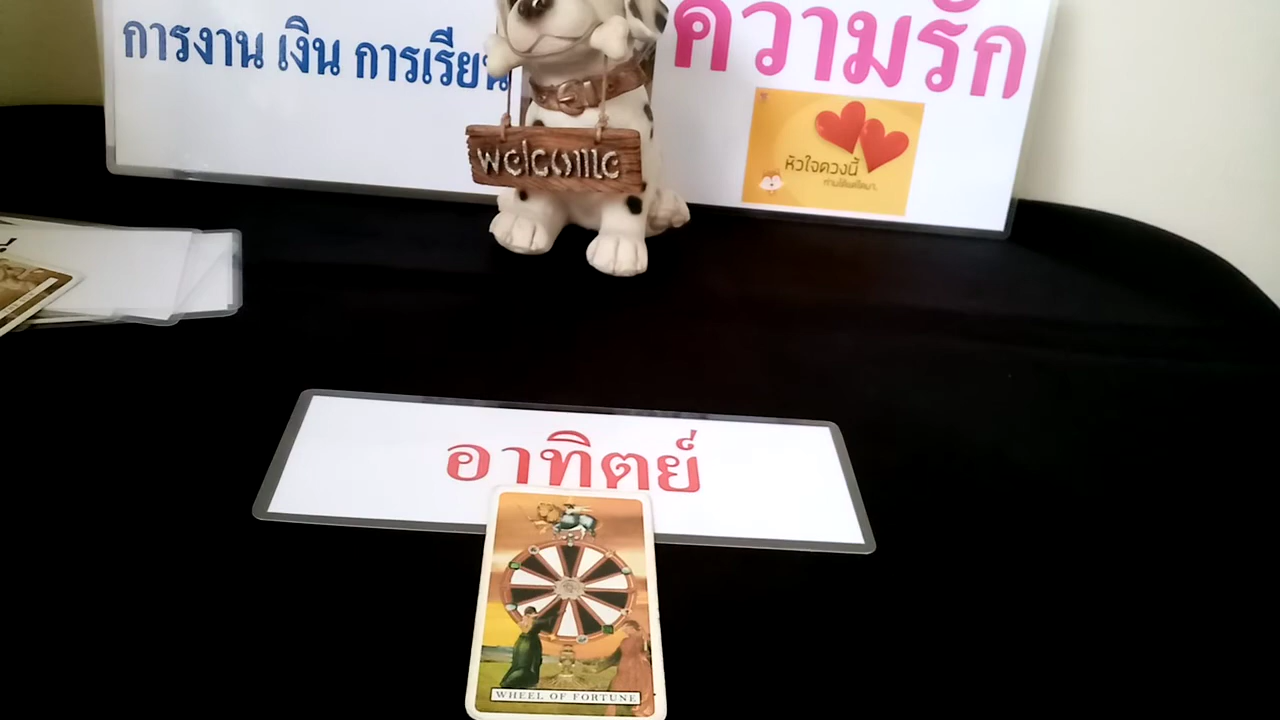 การงาน เงิน การเรียน
ความรัก
welcome
หัวใจดวงนี้
อาทิตย์
WHEEL OF FORTUNE